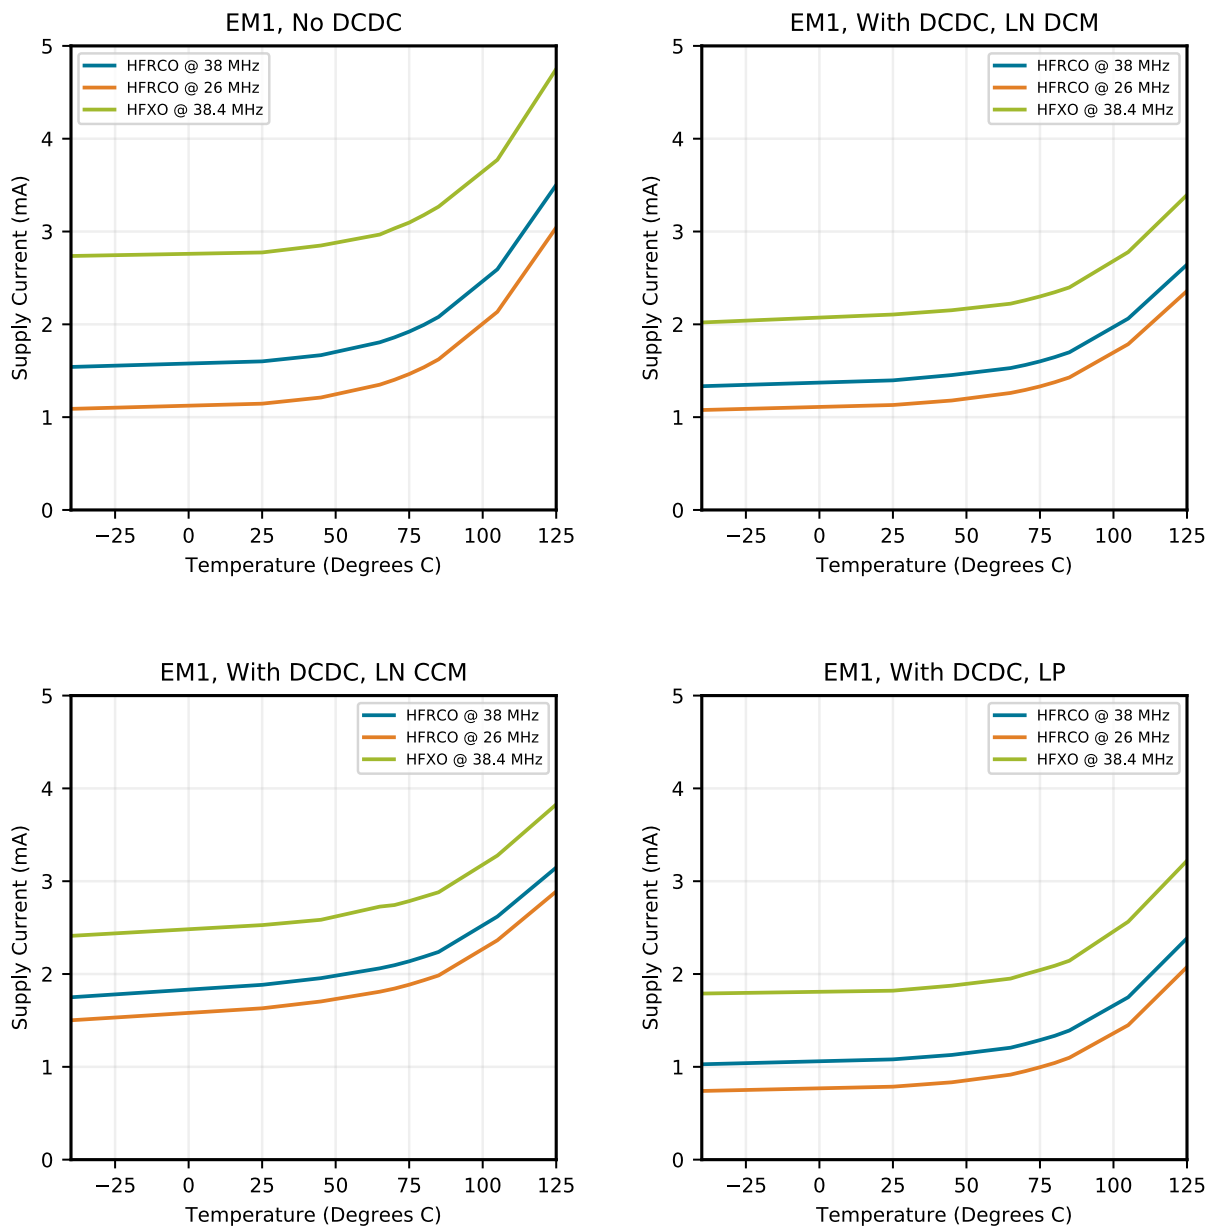 EM1, No DCDC
Supply Current (mA)
5
4
3
2
1
0
HFRCO @ 38 MHz
HFRCO @ 26 MHz
HFXO @ 38.4 MHz
−25 0 25 50 75 100 125
Temperature (Degrees C)
EM1, With DCDC, LN DCM
Supply Current (mA)
5
4
3
2
1
0
HFRCO @ 38 MHz
HFRCO @ 26 MHz
HFXO @ 38.4 MHz
−25 0 25 50 75 100 125
Temperature (Degrees C)
EM1, With DCDC, LN CCM
Supply Current (mA)
5
4
3
2
1
0
HFRCO @ 38 MHz
HFRCO @ 26 MHz
HFXO @ 38.4 MHz
−25 0 25 50 75 100 125
Temperature (Degrees C)
EM1, With DCDC, LP
Supply Current (mA)
5
4
3
2
1
0
HFRCO @ 38 MHz
HFRCO @ 26 MHz
HFXO @ 38.4 MHz
−25 0 25 50 75 100 125
Temperature (Degrees C)